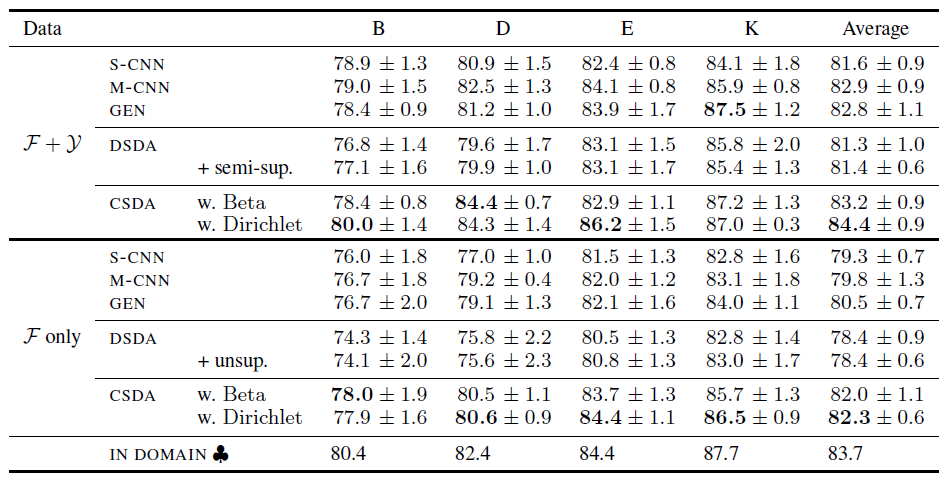 Data B D E K Average
S-CNN 78.9 ± 1.3 80.9 ± 1.5 82.4 ± 0.8 84.1 ± 1.8 81.6 ± 0.9
M-CNN 79.0 ± 1.5 82.5 ± 1.3 84.1 ± 0.8 85.9 ± 0.8 82.9 ± 0.9
GEN 78.4 ± 0.9 81.2 ± 1.0 83.9 ± 1.7 87.5 ± 1.2 82.8 ± 1.1
F + Y DSDA 76.8 ± 1.4 79.6 ± 1.7 83.1 ± 1.5 85.8 ± 2.0 81.3 ± 1.0
+ semi-sup. 77.1 ± 1.6 79.9 ± 1.0 83.1 ± 1.7 85.4 ± 1.3 81.4 ± 0.6
CSDA w. Beta 78.4 ± 0.8 84.4 ± 0.7 82.9 ± 1.1 87.2 ± 1.3 83.2 ± 0.9
w. Dirichlet 80.0 ± 1.4 84.3 ± 1.4 86.2 ± 1.5 87.0 ± 0.3 84.4 ± 0.9
S-CNN 76.0 ± 1.8 77.0 ± 1.0 81.5 ± 1.3 82.8 ± 1.6 79.3 ± 0.7
M-CNN 76.7 ± 1.8 79.2 ± 0.4 82.0 ± 1.2 83.1 ± 1.8 79.8 ± 1.3
GEN 76.7 ± 2.0 79.1 ± 1.3 82.1 ± 1.6 84.0 ± 1.1 80.5 ± 0.7
F only DSDA 74.3 ± 1.4 75.8 ± 2.2 80.5 ± 1.3 82.8 ± 1.4 78.4 ± 0.9
+ unsup. 74.1 ± 2.0 75.6 ± 2.3 80.8 ± 1.3 83.0 ± 1.7 78.4 ± 0.6
CSDA w. Beta 78.0 ± 1.9 80.5 ± 1.1 83.7 ± 1.3 85.7 ± 1.3 82.0 ± 1.1
w. Dirichlet 77.9 ± 1.6 80.6 ± 0.9 84.4 ± 1.1 86.5 ± 0.9 82.3 ± 0.6
IN DOMAIN ♣ 80.4 82.4 84.4 87.7 83.7